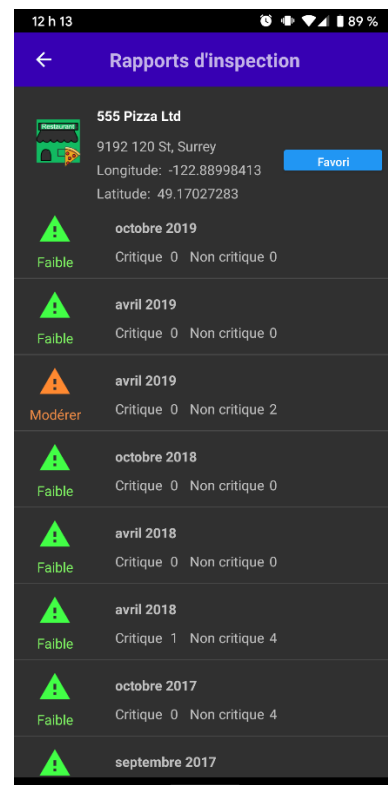 12 h 13
89 %
Rapports d'inspection
Restaurant
555 Pizza Ltd
9192 120 St, Surrey
Longitude: -122.88998413
Favori
Latitude: 49.17027283
octobre 2019
Faible
Critique 0 Non critique 0
avril 2019
Faible
Critique 0 Non critique 0
avril 2019
Modérer
Critique 0 Non critique 2
octobre 2018
Faible
Critique 0 Non critique 0
avril 2018
Faible
Critique 0 Non critique 0
avril 2018
Faible
Critique 1 Non critique 4
octobre 2017
Faible
Critique 0 Non critique 4
septembre 2017